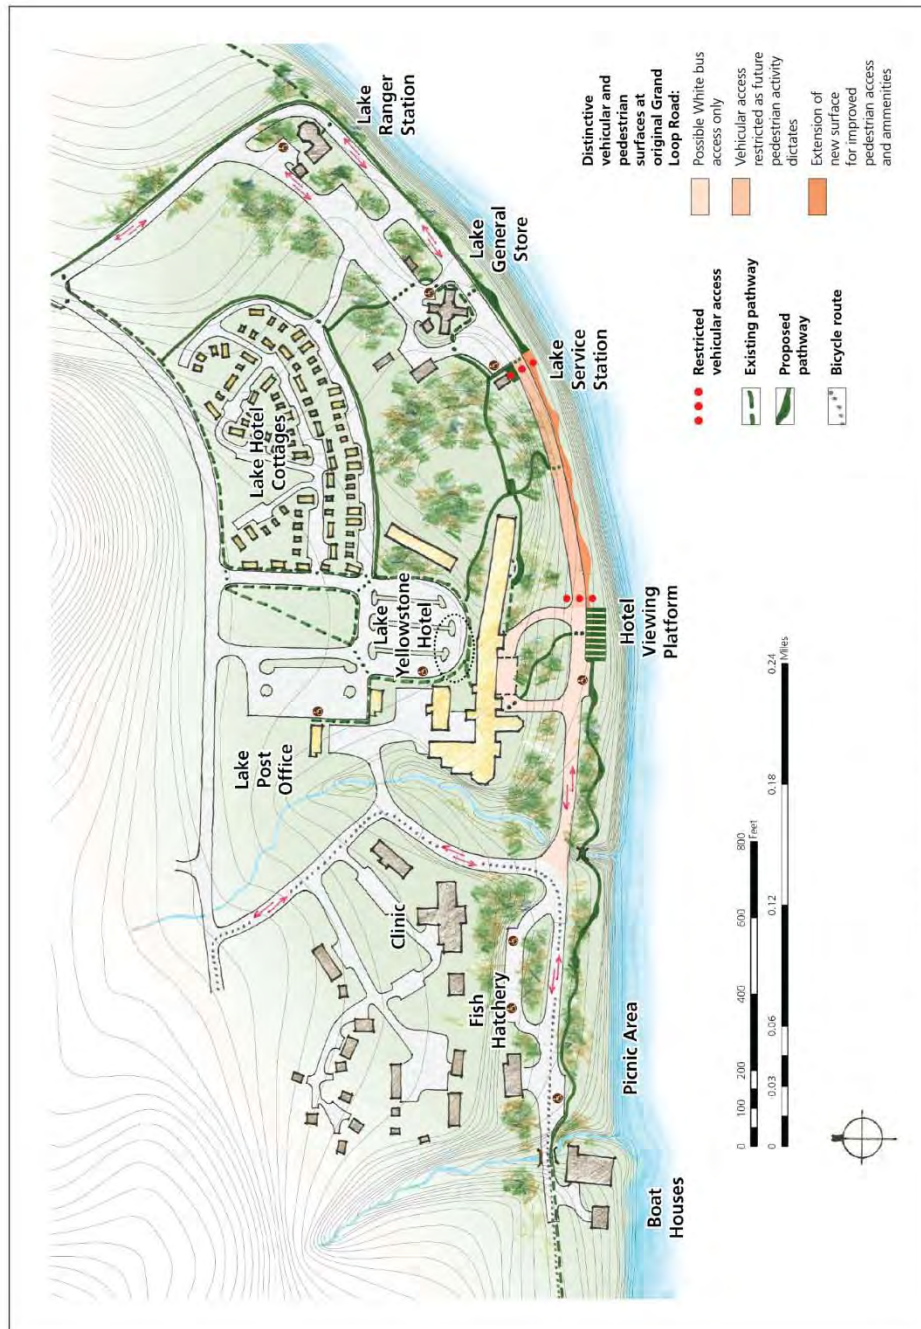 Lake
Ranger
Station
Lake
General
Store
Lake
Service
Station
Lake Hotel
Cottages
Lake
Yellowstone
Hotel
Hotel
Viewing
Platform
Lake
Post
Office
Clinic
Fish
Hatchery
Picnic Area
Boat
Houses
Distinctive
vehicular and
pedestrian
surfaces at
original Grand
Loop Road:
Possible White bus
access only
Vehicular access
restricted as future
pedestrian activity
dictates
Extension of
new surface
for improved
pedestrian access
and ammenities
Restricted
vehicular access
Existing pathway
Proposed
pathway
Bicycle route
0 100 200 400 600 800
Feet
0 0.03 0.06 0.12 0.18 0.24
Miles